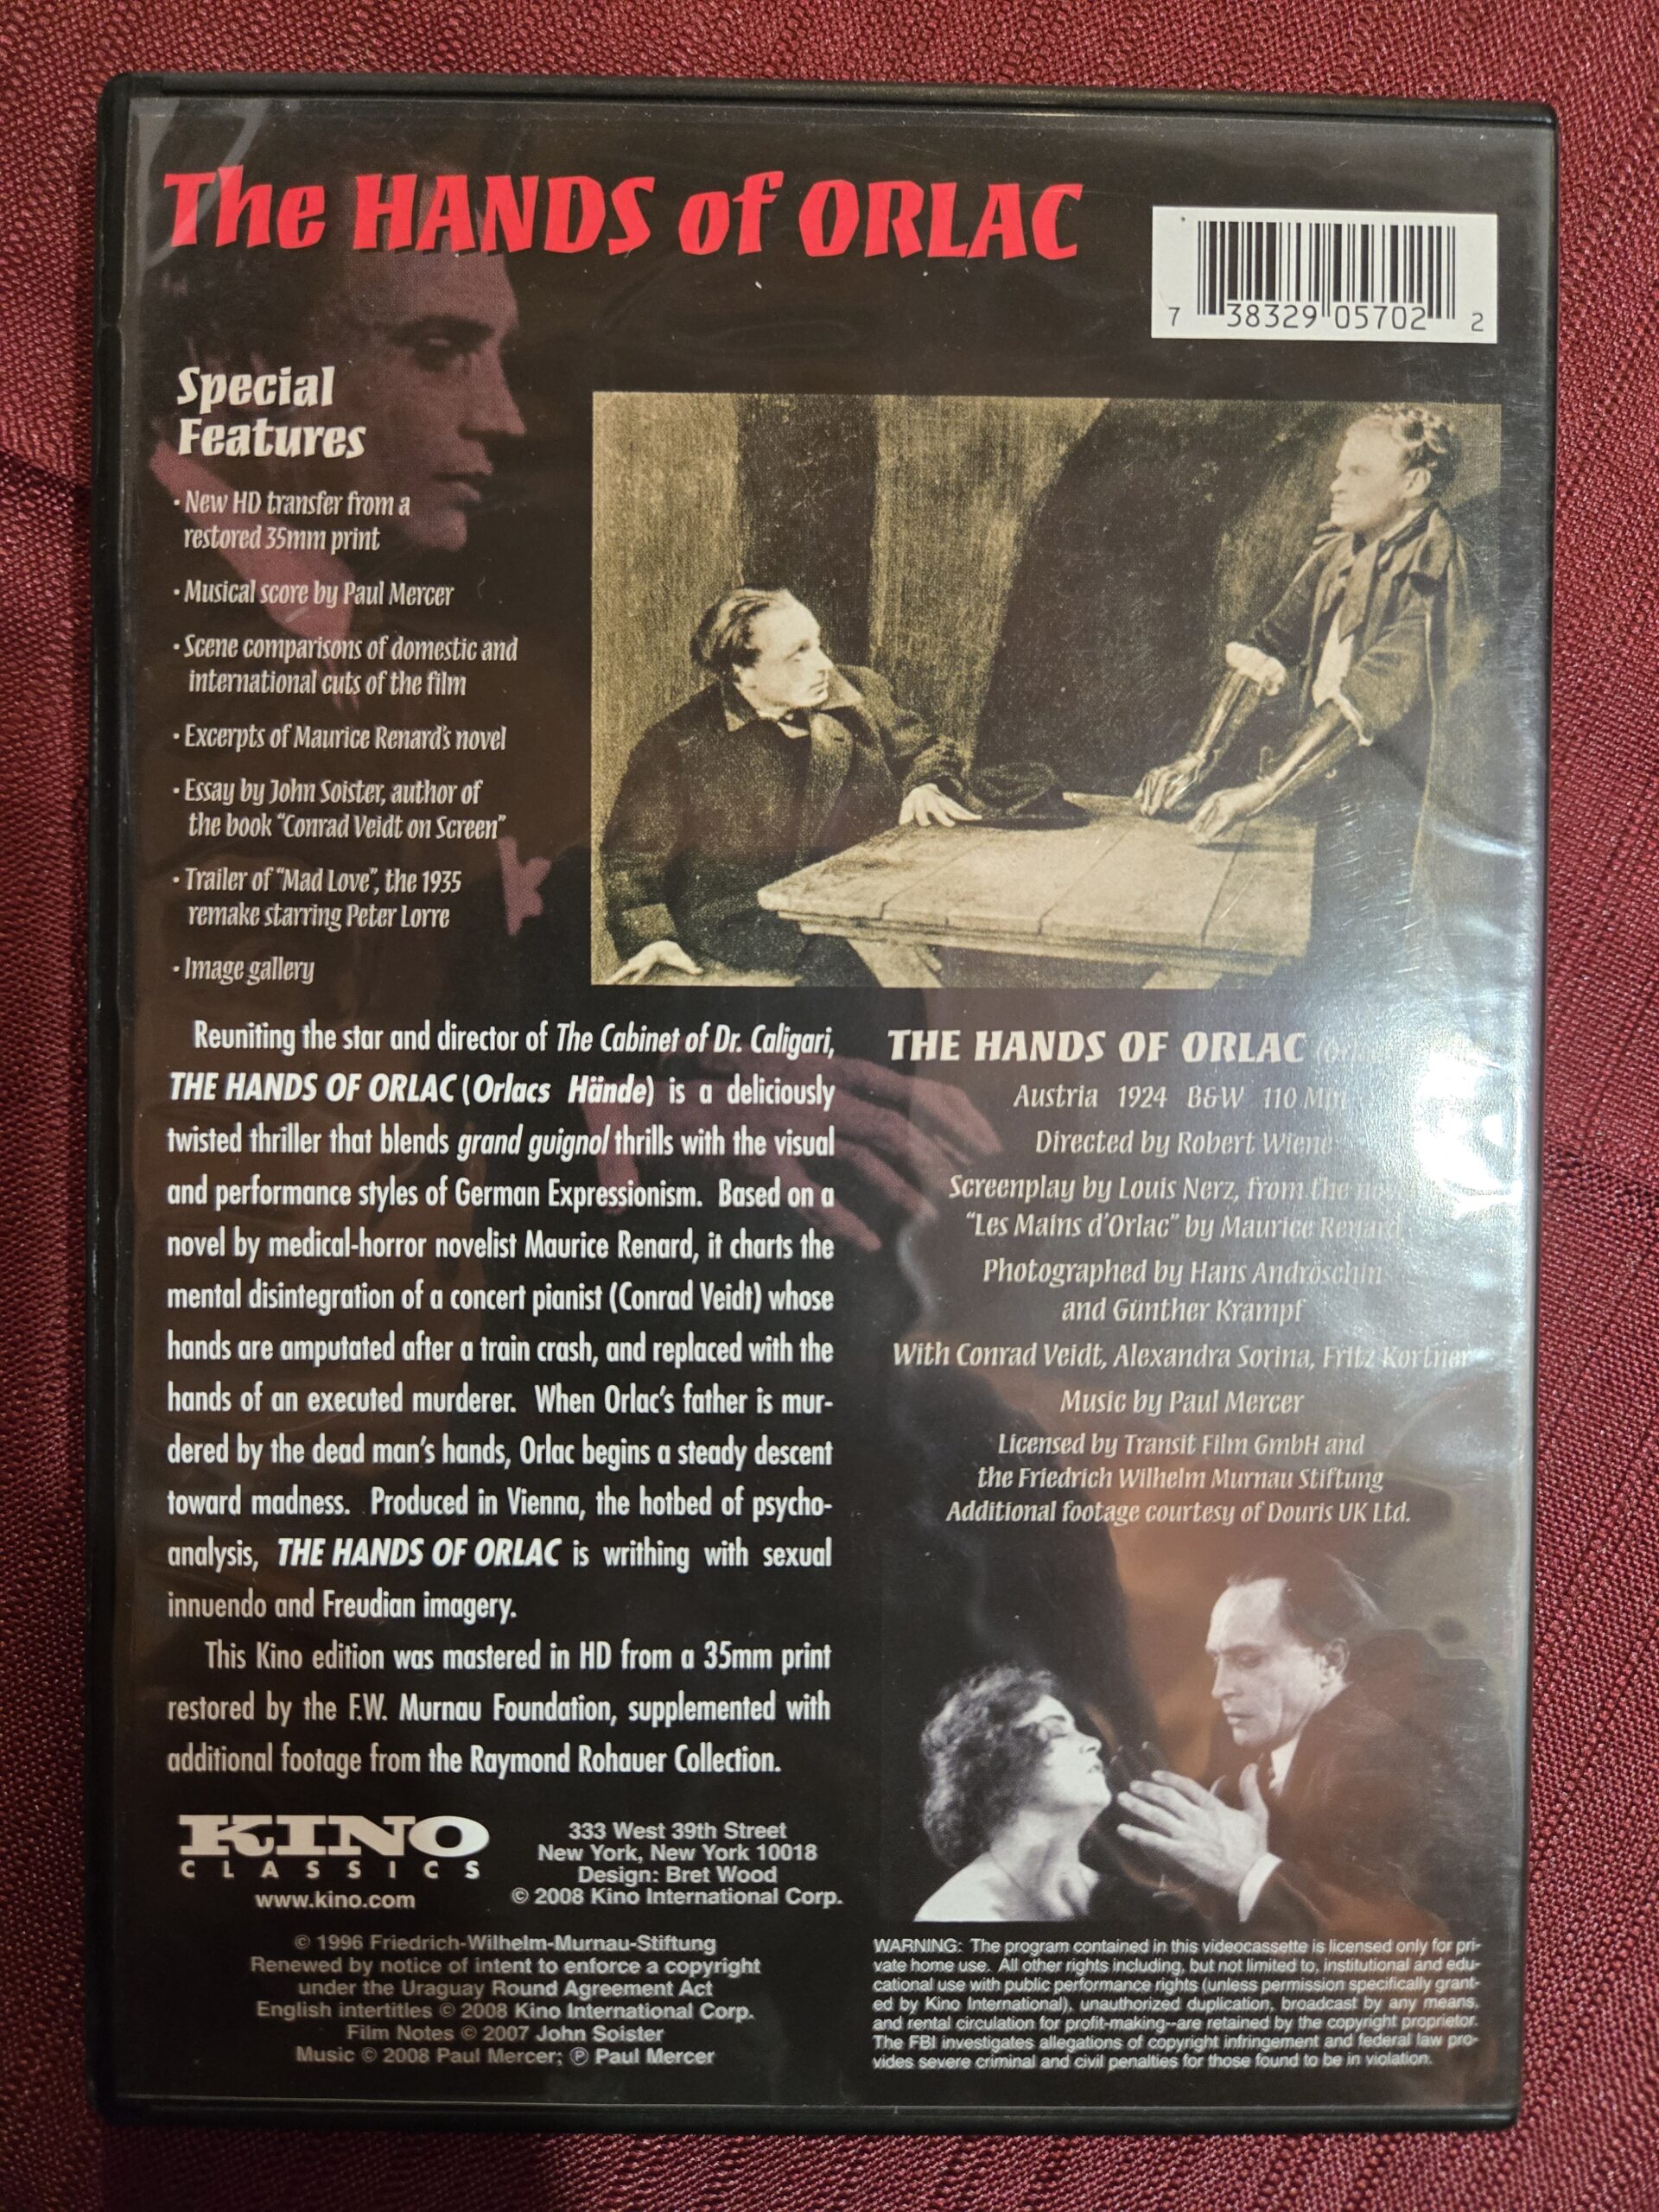 The HANDS of ORLAC
7 38329 05702 2
Special
Features
• New HD transfer from a
restored 35mm print
• Musical score by Paul Mercer
• Scene comparisons of domestic and
international cuts of the film
• Excerpts of Maurice Renard's novel
• Essay by John Soister, author of
the book "Conrad Veidt on Screen"
• Trailer of "Mad Love", the 1935
remake starring Peter Lorre
• Image gallery
Reuniting the star and director of The Cabinet of Dr. Caligari,
THE HANDS OF ORLAC (Orlacs Hände) is a deliciously
twisted thriller that blends grand guignol thrills with the visual
and performance styles of German Expressionism. Based on a
novel by medical-horror novelist Maurice Renard, it charts the
mental disintegration of a concert pianist (Conrad Veidt) whose
hands are amputated after a train crash, and replaced with the
hands of an executed murderer. When Orlac's father is mur-
dered by the dead man's hands, Orlac begins a steady descent
toward madness. Produced in Vienna, the hotbed of psycho-
analysis, THE HANDS OF ORLAC is writhing with sexual
innuendo and Freudian imagery.
This Kino edition was mastered in HD from a 35mm print
restored by the F.W. Murnau Foundation, supplemented with
additional footage from the Raymond Rohauer Collection.
THE HANDS OF ORLAC
Austria 1924 B&W 110 Min
Directed by Robert Wiene
Screenplay by Louis Nerz, from the
"Les Mains d'Orlac" by Maurice Renard
Photographed by Hans Andröschin
and Günther Krampf
With Conrad Veidt, Alexandra Sorina, Fritz Kortner
Music by Paul Mercer
Licensed by Transit Film GmbH and
the Friedrich Wilhelm Murnau Stiftung
Additional footage courtesy of Douris UK Ltd.
KINO
CLASSICS
www.kino.com
333 West 39th Street
New York, New York 10018
Design: Bret Wood
© 2008 Kino International Corp.
© 1996 Friedrich-Wilhelm-Murnau-Stiftung
Renewed by notice of intent to enforce a copyright
under the Uraguay Round Agreement Act
English intertitles © 2008 Kino International Corp.
Film Notes © 2007 John Soister
Music © 2008 Paul Mercer; ℗ Paul Mercer
WARNING: The program contained in this videocassette is licensed only for pri-
vate home use. All other rights including, but not limited to, institutional and edu-
cational use with public performance rights (unless permission specifically grant-
ed by Kino International), unauthorized duplication, broadcast by any means,
and rental circulation for profit-making--are retained by the copyright proprietor.
The FBI investigates allegations of copyright infringement and federal law pro-
vides severe criminal and civil penalties for those found to be in violation.